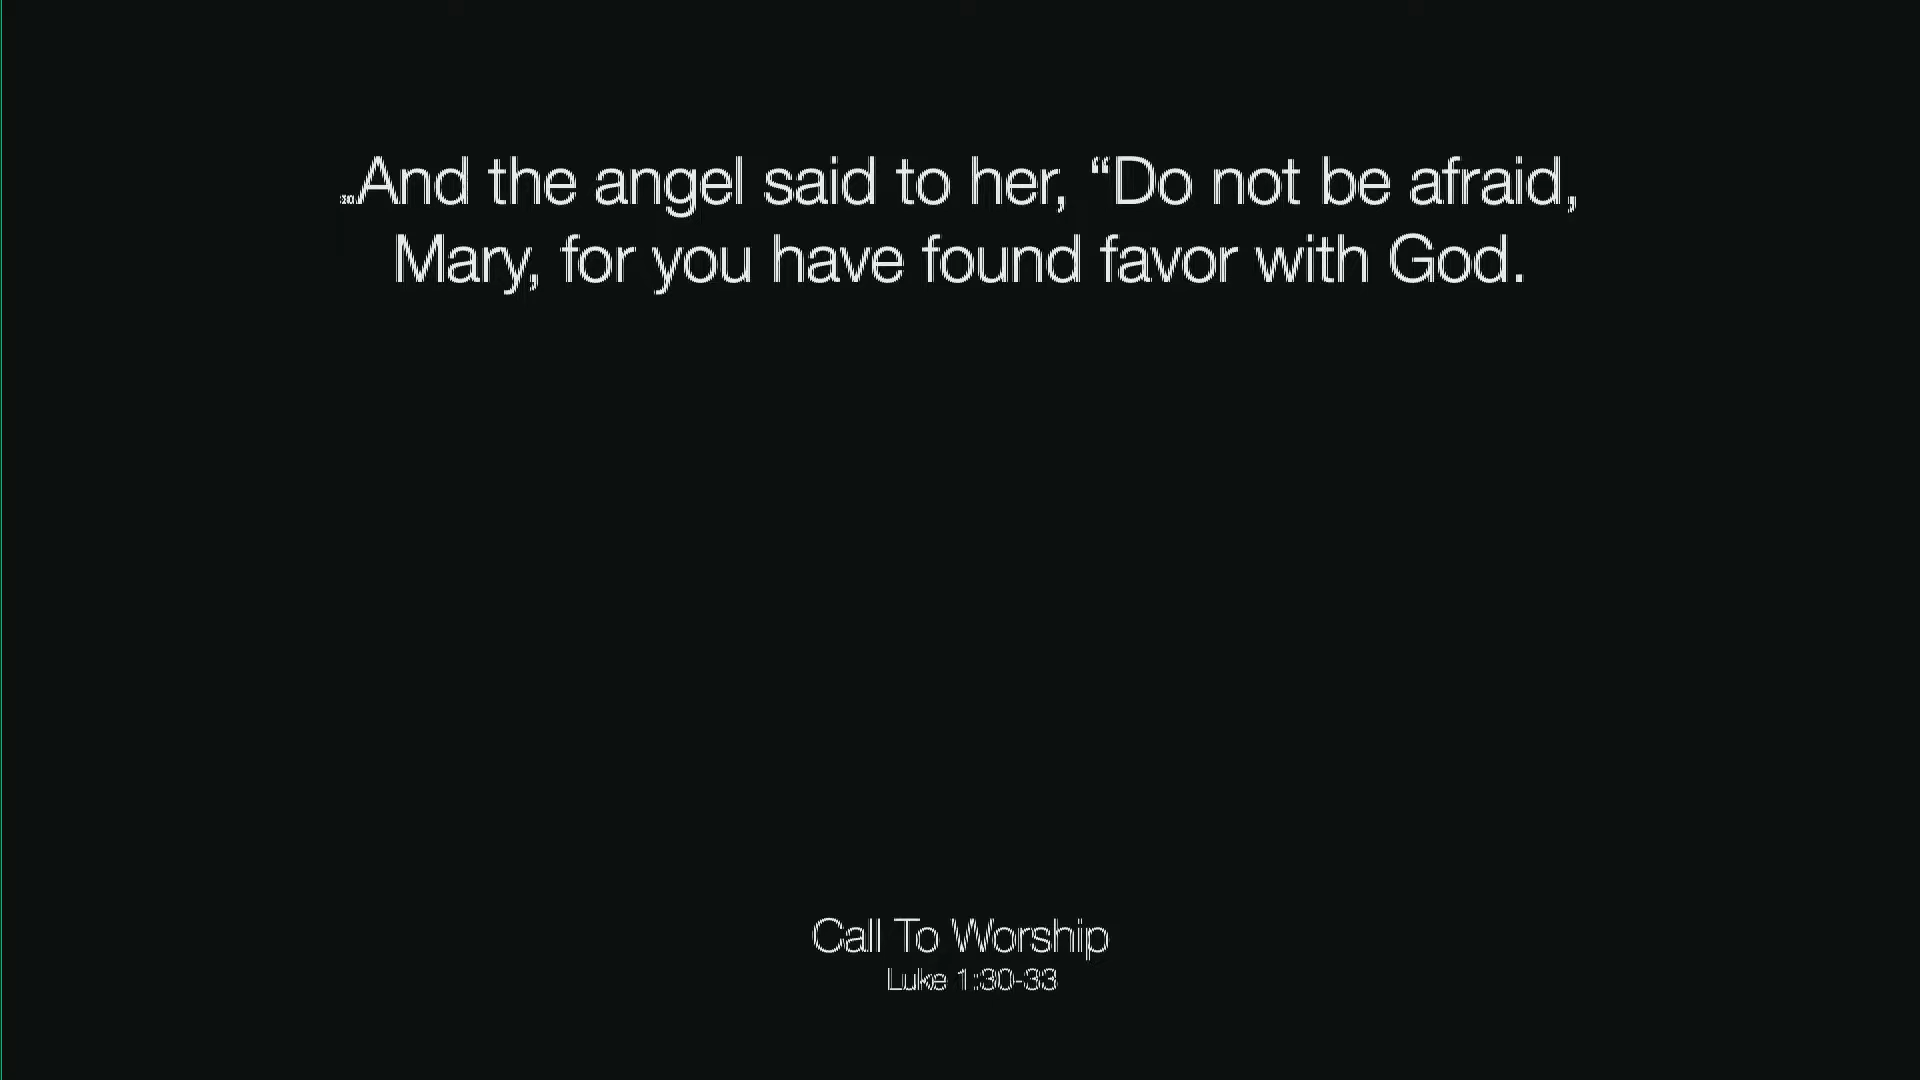 And the angel said to her, “Do not be afraid,
Mary, for you have found favor with God.
Call To Worship
Luke 1:30-33